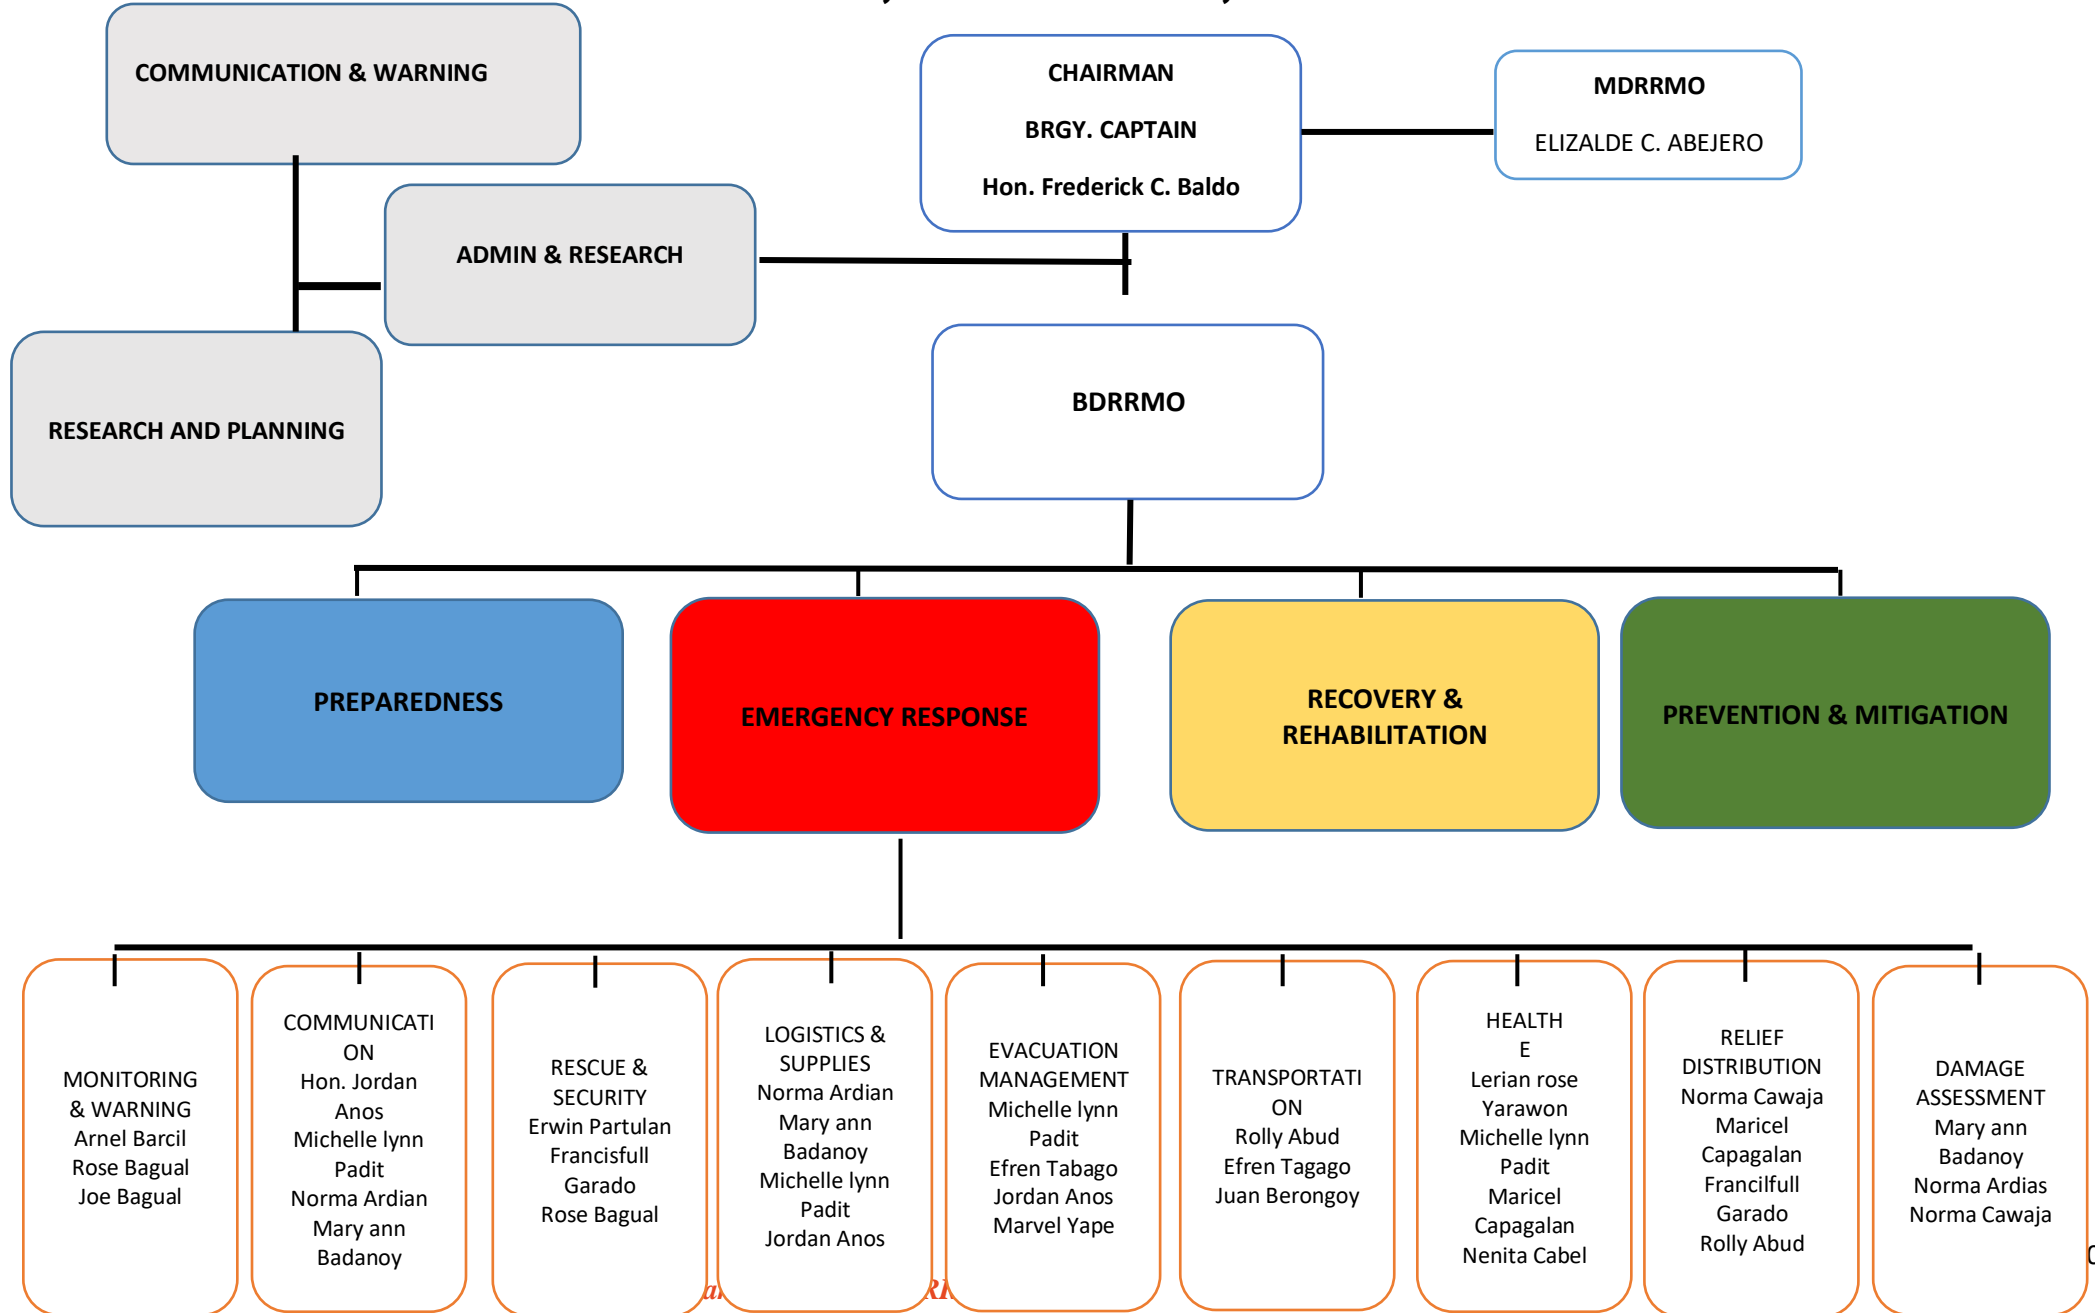 COMMUNICATION & WARNING
CHAIRMAN
BRGY. CAPTAIN
Hon. Frederick C. Baldo
MDRRMO
ELIZALDE C. ABEJERO
ADMIN & RESEARCH
RESEARCH AND PLANNING
BDRRMO
PREPAREDNESS
EMERGENCY RESPONSE
RECOVERY &
REHABILITATION
PREVENTION & MITIGATION
MONITORING
& WARNING
Arnel Barcil
Rose Bagual
Joe Bagual
COMMUNICATI
ON
Hon. Jordan
Anos
Michelle lynn
Padit
Norma Ardian
Mary ann
Badanoy
RESCUE &
SECURITY
Erwin Partulan
Francisfull
Garado
Rose Bagual
LOGISTICS &
SUPPLIES
Norma Ardian
Mary ann
Badanoy
Michelle lynn
Padit
Jordan Anos
EVACUATION
MANAGEMENT
Michelle lynn
Padit
Efren Tabago
Jordan Anos
Marvel Yape
TRANSPORTATI
ON
Rolly Abud
Efren Tagago
Juan Berongoy
HEALTH
E
Lerian rose
Yarawon
Michelle lynn
Padit
Maricel
Capagalan
Nenita Cabel
RELIEF
DISTRIBUTION
Norma Cawaja
Maricel
Capagalan
Francilfull
Garado
Rolly Abud
DAMAGE
ASSESSMENT
Mary ann
Badanoy
Norma Ardias
Norma Cawaja